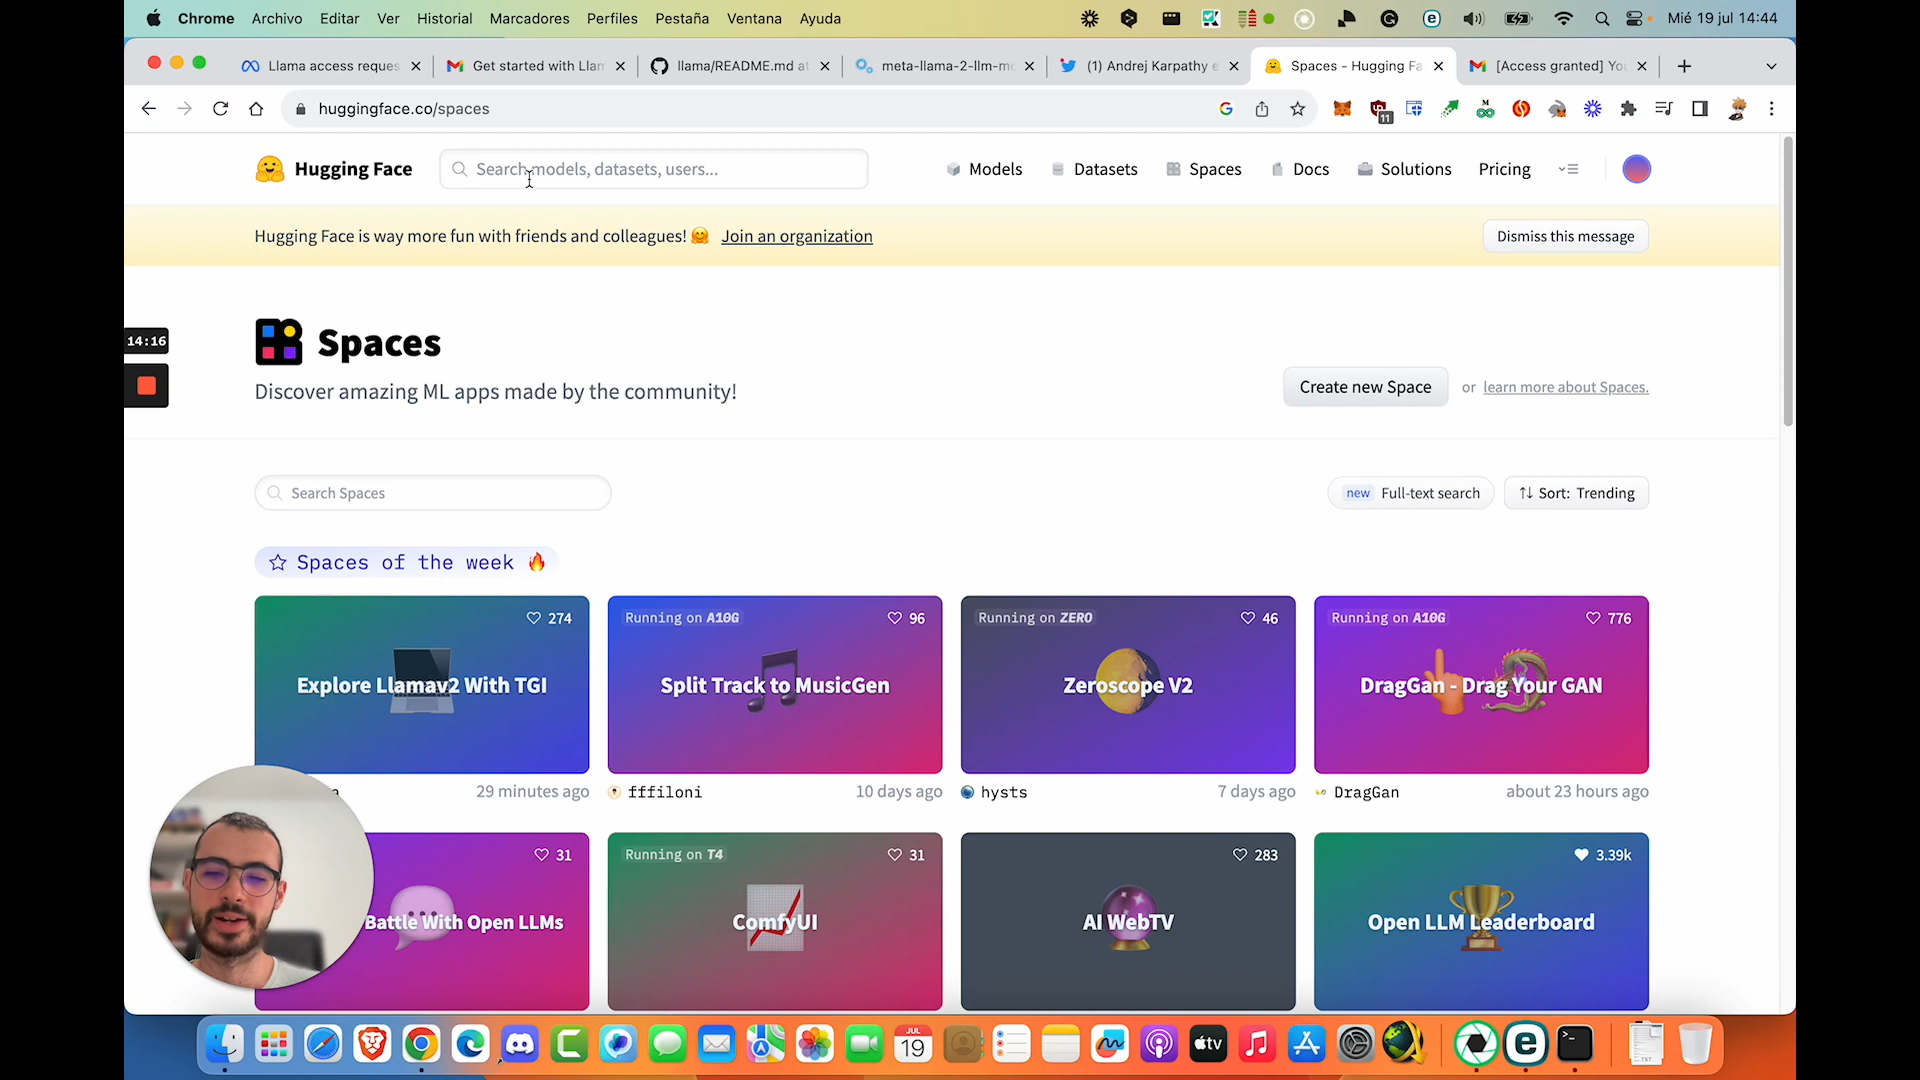 Chrome Archivo Editar Ver Historial Marcadores Perfiles Pestaña Ventana Ayuda Mié 19 jul 14:44
Llama access reques Get started with Llam llama/README.md at meta-llama-2-llm-mo (1) Andrej Karpathy e Spaces - Hugging Fa [Access granted] Yo
huggingface.co/spaces
11
Hugging Face Search models, datasets, users... Models Datasets Spaces Docs Solutions Pricing
Hugging Face is way more fun with friends and colleagues! 🤗 Join an organization Dismiss this message
14:16
Spaces
Discover amazing ML apps made by the community!
Create new Space or learn more about Spaces.
Search Spaces new Full-text search Sort: Trending
Spaces of the week 🔥
274 Running on A10G 96 Running on ZERO 46 Running on A10G 776
Explore Llamav2 With TGI Split Track to MusicGen Zeroscope V2 DragGan - Drag Your GAN
a 29 minutes ago fffiloni 10 days ago hysts 7 days ago DragGan about 23 hours ago
31 Running on T4 31 283 3.39k
Battle With Open LLMs ComfyUI AI WebTV Open LLM Leaderboard
JUL
19
tv
TXT